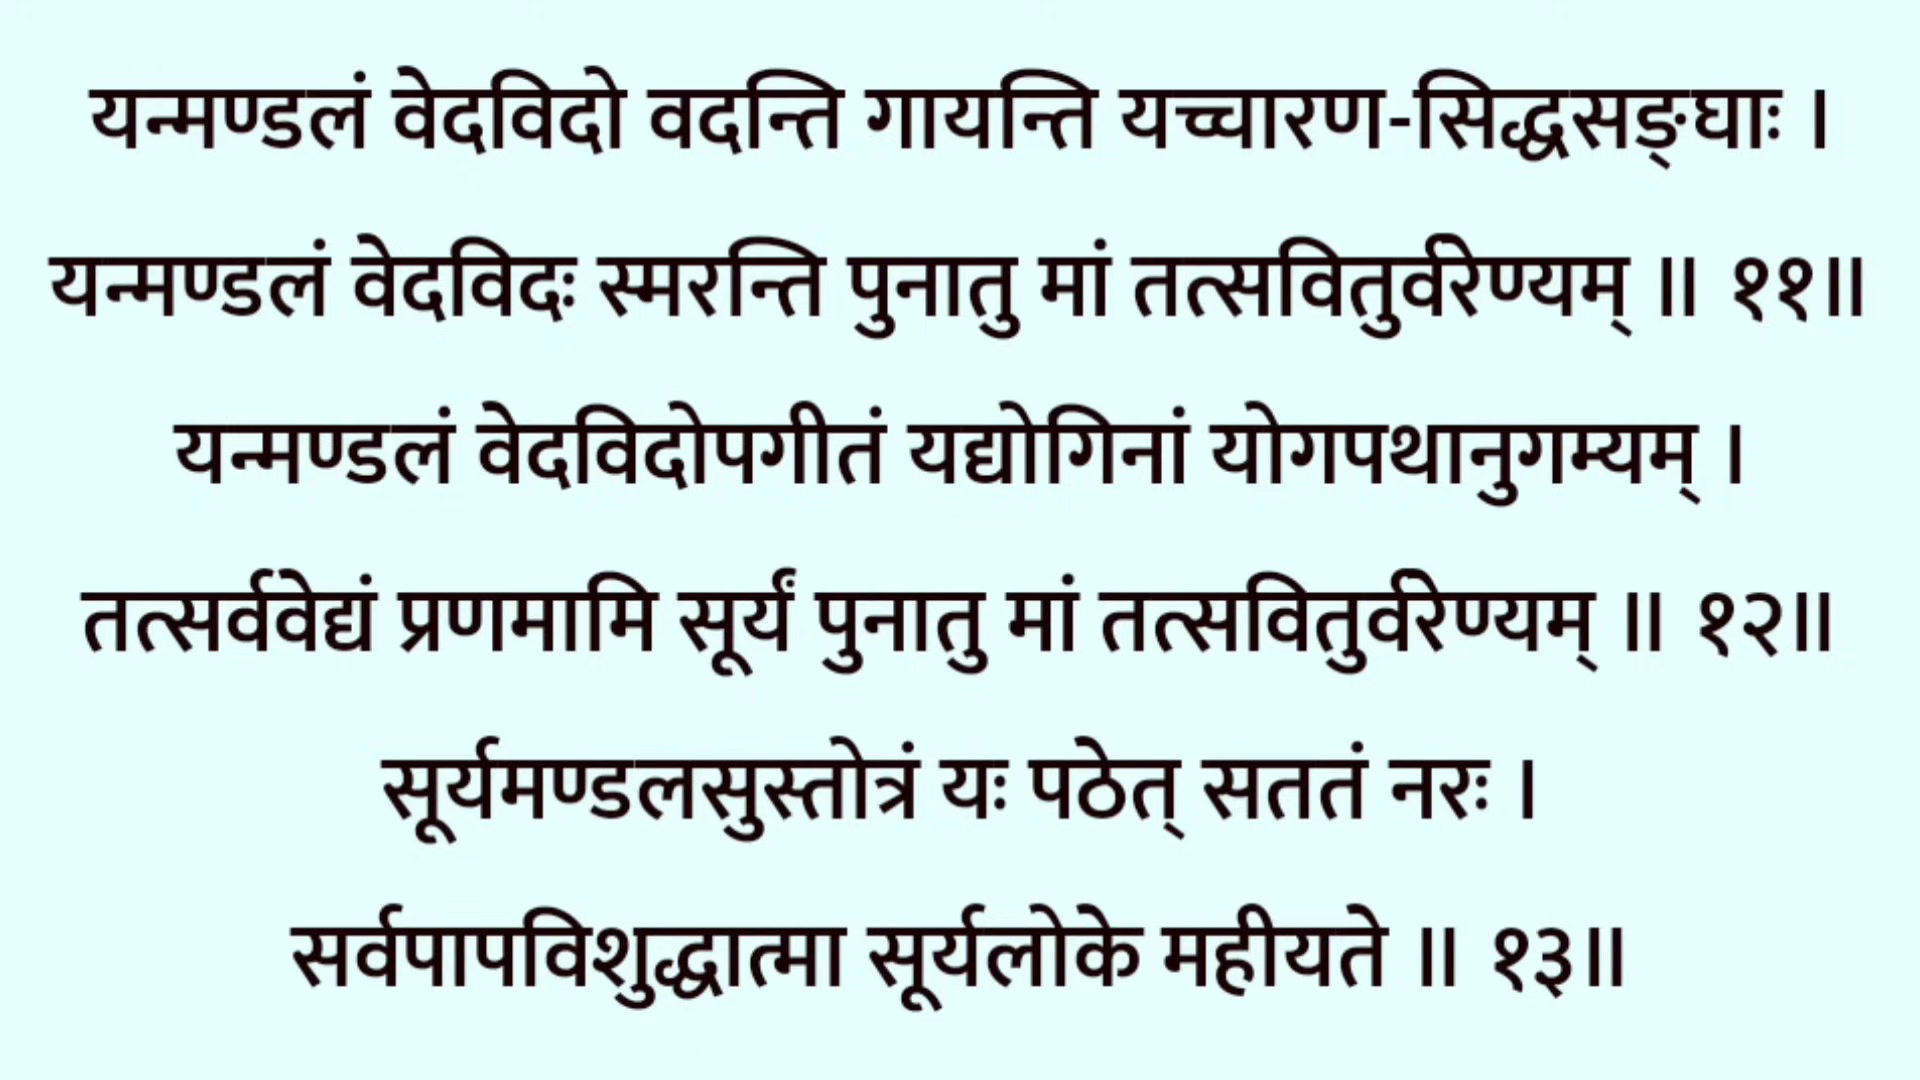 यन्मण्डलं वेदविदो वदन्ति गायन्ति यच्चारण-सिद्धसङ्घाः ।
यन्मण्डलं वेदविदः स्मरन्ति पुनातु मां तत्सवितुर्वरेण्यम् ॥ ११॥
यन्मण्डलं वेदविदोपगीतं यद्योगिनां योगपथानुगम्यम् ।
तत्सर्ववेद्यं प्रणमामि सूर्यं पुनातु मां तत्सवितुर्वरेण्यम् ॥ १२॥
सूर्यमण्डलसुस्तोत्रं यः पठेत् सततं नरः ।
सर्वपापविशुद्धात्मा सूर्यलोके महीयते ॥ १३॥